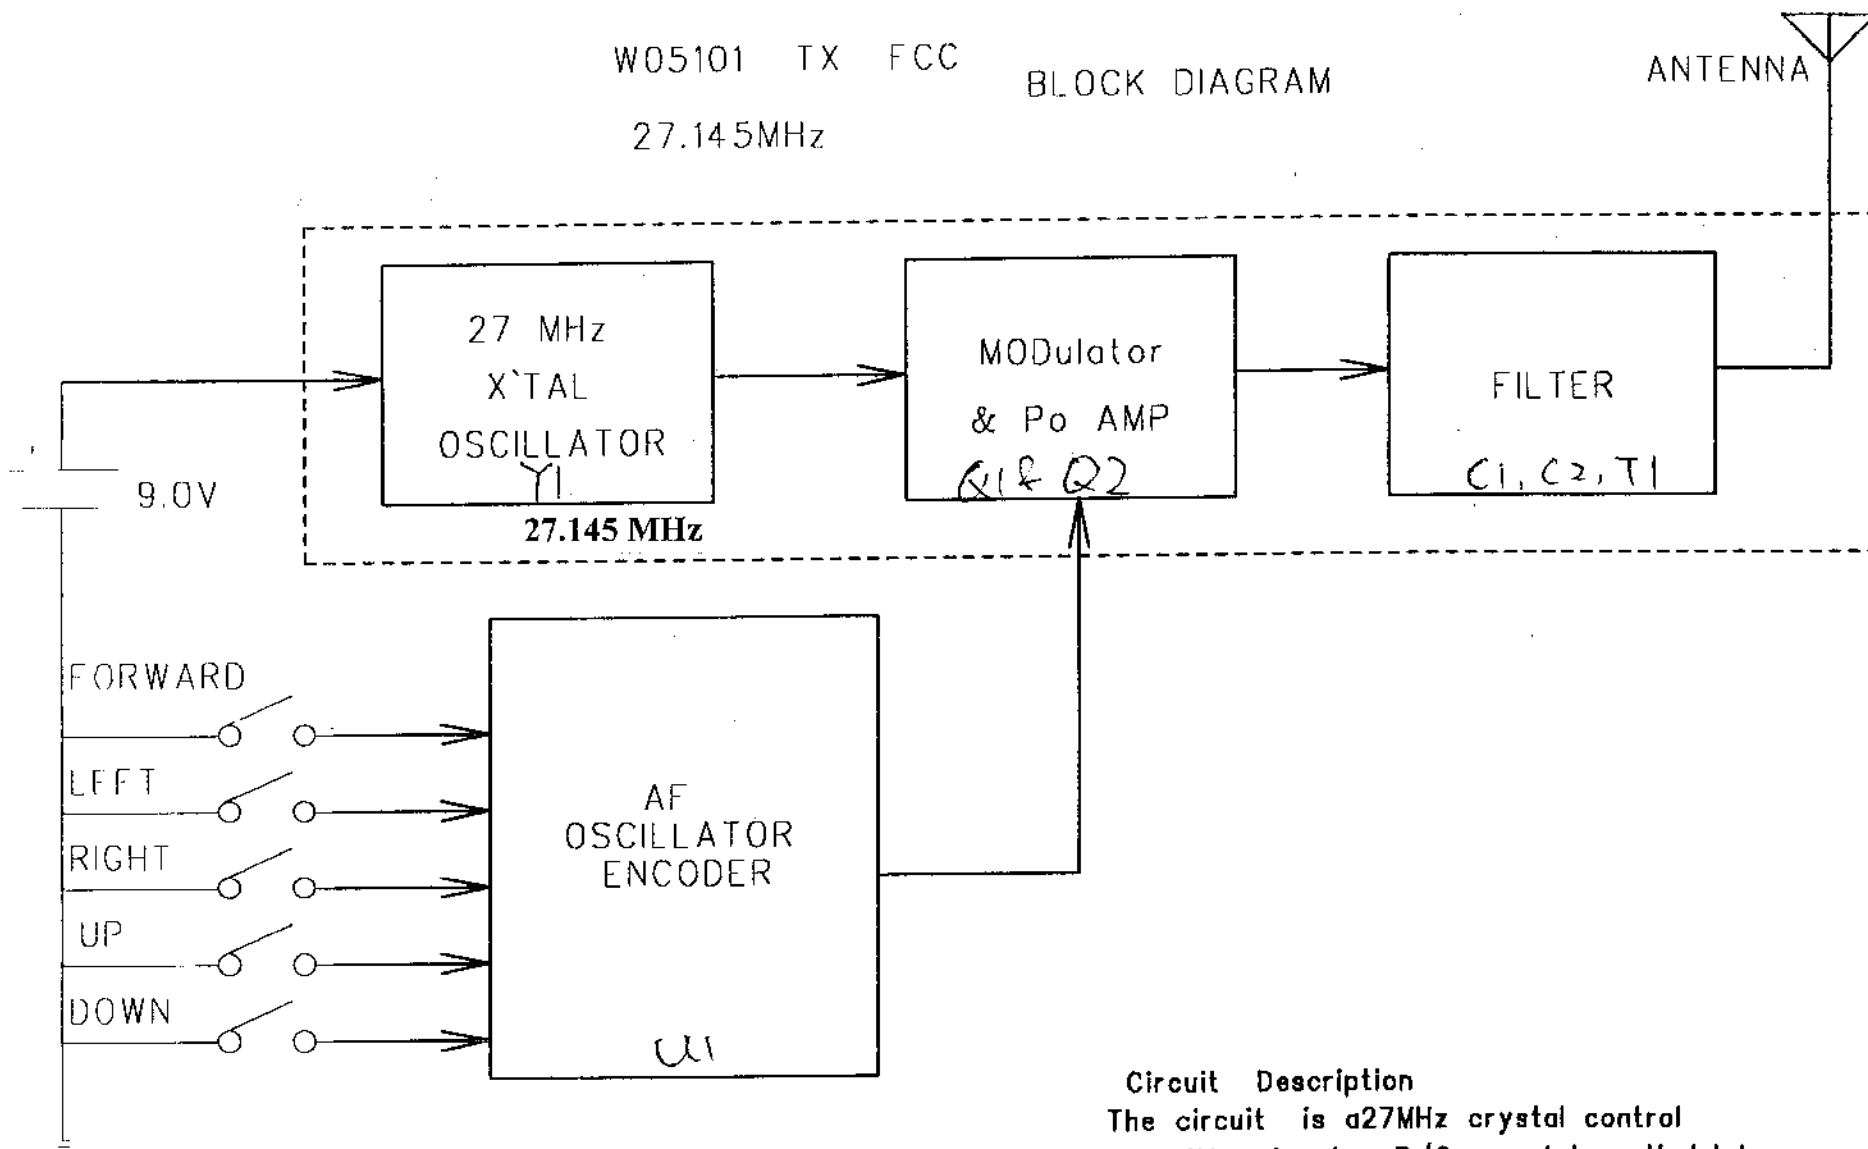 W05101 TX FCC
BLOCK DIAGRAM
27.145MHz
ANTENNA
27 MHz
X`TAL
OSCILLATOR
Y1
27.145 MHz
MODulator
& Po AMP
Q1 & Q2
FILTER
C1, C2, T1
9.0V
FORWARD
LEFT
RIGHT
UP
DOWN
AF
OSCILLATOR
ENCODER
U1
Circuit Description
The circuit is a27MHz crystal control